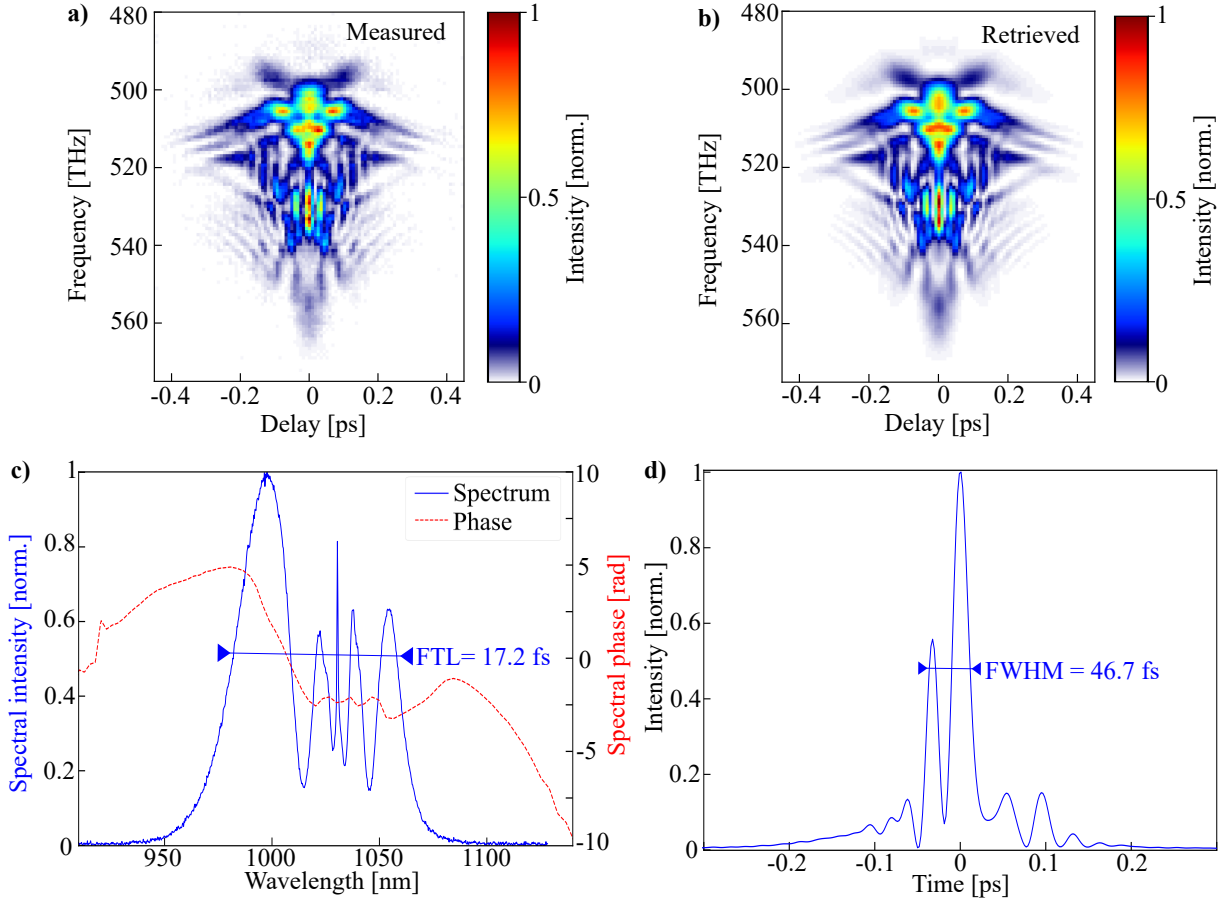 a)
Measured
480
500
520
540
560
Frequency [THz]
-0.4
-0.2
0
0.2
0.4
Delay [ps]
1
0.5
0
Intensity [norm.]
b)
Retrieved
480
500
520
540
560
Frequency [THz]
-0.4
-0.2
0
0.2
0.4
Delay [ps]
1
0.5
0
Intensity [norm.]
c)
1
0.8
0.6
0.4
0.2
0
Spectral intensity [norm.]
Spectrum
Phase
FTL= 17.2 fs
10
5
0
-5
-10
Spectral phase [rad]
950
1000
1050
1100
Wavelength [nm]
d)
1
0.8
0.6
0.4
0.2
0
Intensity [norm.]
FWHM = 46.7 fs
-0.2
-0.1
0
0.1
0.2
Time [ps]